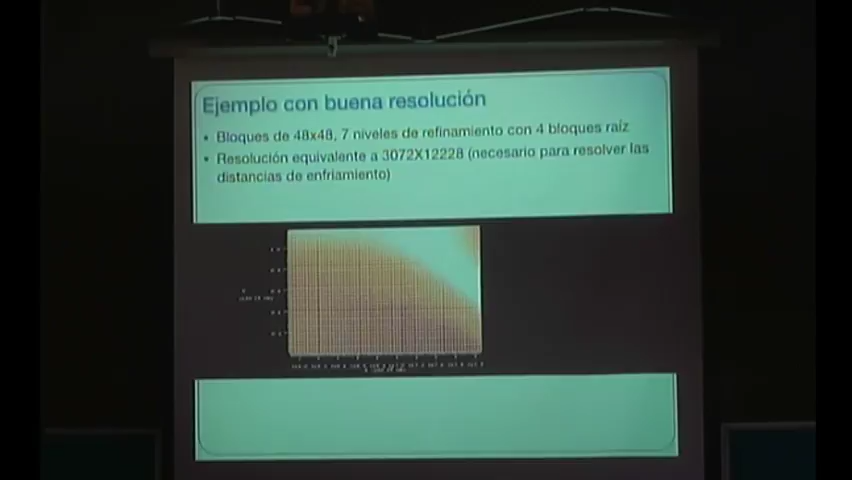 Ejemplo con buena resolución
• Bloques de 48x48, 7 niveles de refinamiento con 4 bloques raíz
• Resolución equivalente a 3072X12228 (necesario para resolver las
distancias de enfriamiento)